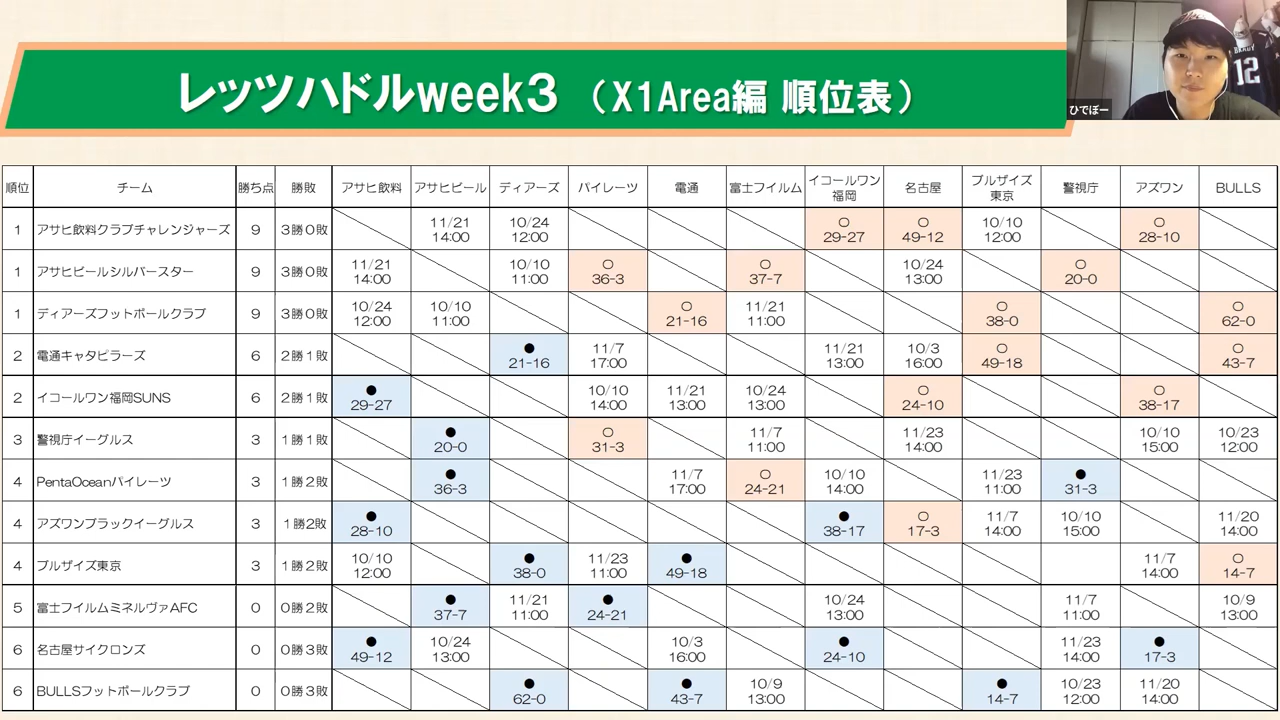 レッツハドルweek3 （X1Area編 順位表）
BRADY
12
ひでぼー
順位 チーム 勝ち点 勝敗 アサヒ飲料 アサヒビール ディアーズ パイレーツ 電通 富士フイルム イコールワン福岡 名古屋 ブルザイズ東京 警視庁 アズワン BULLS
1 アサヒ飲料クラブチャレンジャーズ 9 3勝0敗 11/21 14:00 10/24 12:00 ○ 29-27 ○ 49-12 10/10 12:00 ○ 28-10
1 アサヒビールシルバースター 9 3勝0敗 11/21 14:00 10/10 11:00 ○ 36-3 ○ 37-7 10/24 13:00 ○ 20-0
1 ディアーズフットボールクラブ 9 3勝0敗 10/24 12:00 10/10 11:00 ○ 21-16 11/21 11:00 ○ 38-0 ○ 62-0
2 電通キャタピラーズ 6 2勝1敗 ● 21-16 11/7 17:00 11/21 13:00 10/3 16:00 ○ 49-18 ○ 43-7
2 イコールワン福岡SUNS 6 2勝1敗 ● 29-27 10/10 14:00 11/21 13:00 10/24 13:00 ○ 24-10 ○ 38-17
3 警視庁イーグルス 3 1勝1敗 ● 20-0 ○ 31-3 11/7 11:00 11/23 14:00 10/10 15:00 10/23 12:00
4 PentaOceanパイレーツ 3 1勝2敗 ● 36-3 11/7 17:00 ○ 24-21 10/10 14:00 11/23 11:00 ● 31-3
4 アズワンブラックイーグルス 3 1勝2敗 ● 28-10 ● 38-17 ○ 17-3 11/7 14:00 10/10 15:00 11/20 14:00
4 ブルザイズ東京 3 1勝2敗 10/10 12:00 ● 38-0 11/23 11:00 ● 49-18 11/7 14:00 ○ 14-7
5 富士フイルムミネルヴァAFC 0 0勝2敗 ● 37-7 11/21 11:00 ● 24-21 10/24 13:00 11/7 11:00 10/9 13:00
6 名古屋サイクロンズ 0 0勝3敗 ● 49-12 10/24 13:00 10/3 16:00 ● 24-10 11/23 14:00 ● 17-3
6 BULLSフットボールクラブ 0 0勝3敗 ● 62-0 ● 43-7 10/9 13:00 ● 14-7 10/23 12:00 11/20 14:00